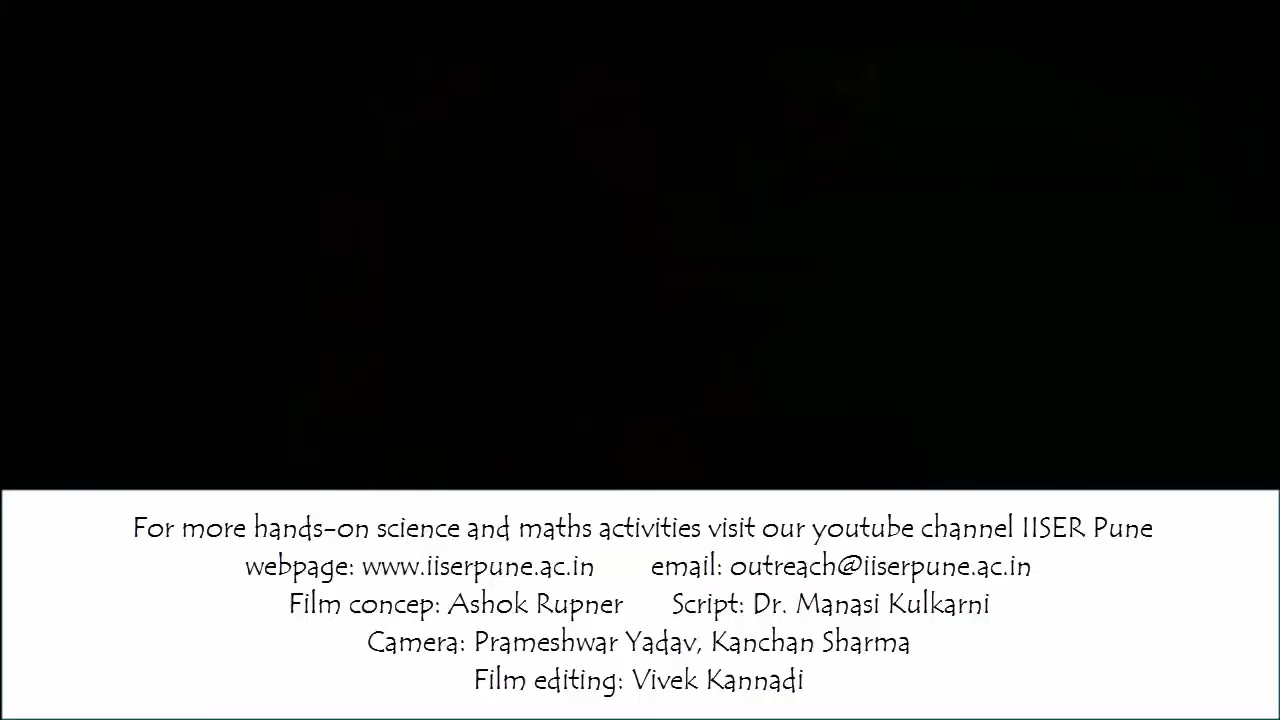 For more hands-on science and maths activities visit our youtube channel IISER Pune
webpage: www.iiserpune.ac.in email: outreach@iiserpune.ac.in
Film concep: Ashok Rupner Script: Dr. Manasi Kulkarni
Camera: Prameshwar Yadav, Kanchan Sharma
Film editing: Vivek Kannadi